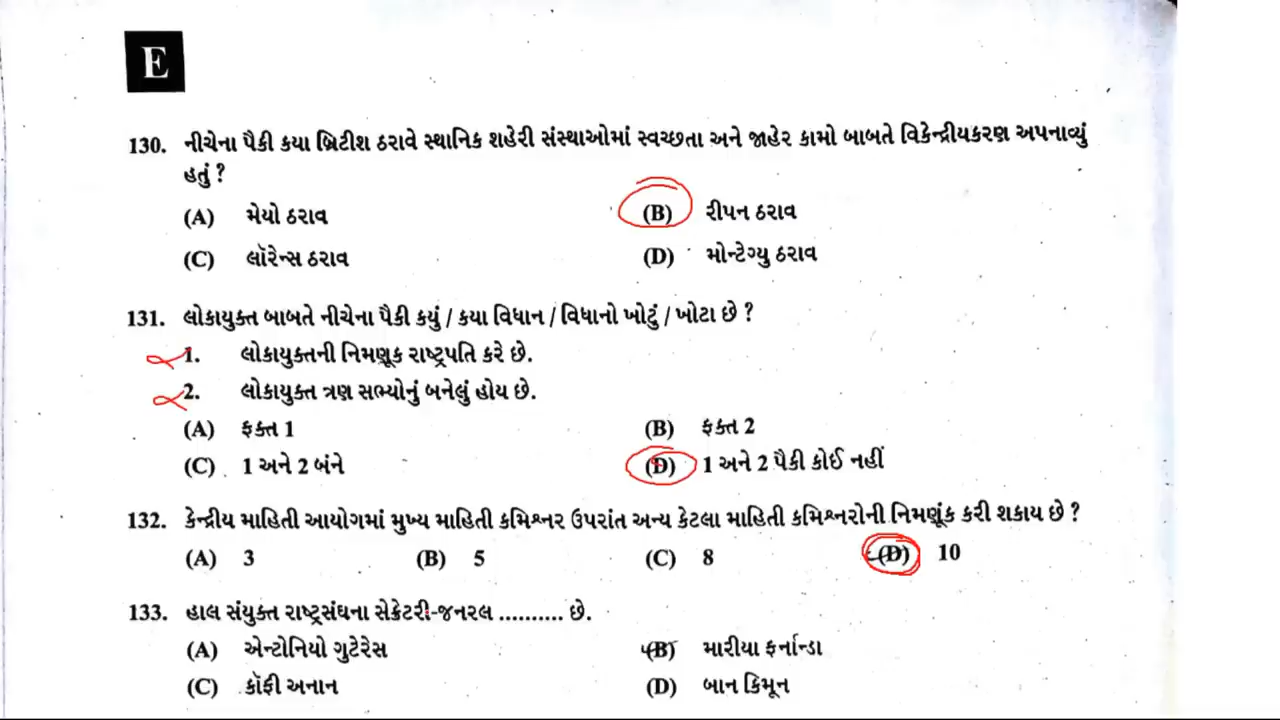 E
130. નીચેના પૈકી કયા બ્રિટીશ ઠરાવે સ્થાનિક શહેરી સંસ્થાઓમાં સ્વચ્છતા અને જાહેર કામો બાબતે વિકેન્દ્રીયકરણ અપનાવ્યું
હતું ?
(A) મેયો ઠરાવ (B) રીપન ઠરાવ
(C) લૉરેન્સ ઠરાવ (D) મોન્ટેગ્યુ ઠરાવ
131. લોકાયુક્ત બાબતે નીચેના પૈકી કયું / કયા વિધાન / વિધાનો ખોટું / ખોટા છે ?
1. લોકાયુક્તની નિમણૂક રાષ્ટ્રપતિ કરે છે.
2. લોકાયુક્ત ત્રણ સભ્યોનું બનેલું હોય છે.
(A) ફક્ત 1 (B) ફક્ત 2
(C) 1 અને 2 બંને (D) 1 અને 2 પૈકી કોઈ નહીં
132. કેન્દ્રીય માહિતી આયોગમાં મુખ્ય માહિતી કમિશ્નર ઉપરાંત અન્ય કેટલા માહિતી કમિશ્નરોની નિમણૂંક કરી શકાય છે ?
(A) 3 (B) 5 (C) 8 (D) 10
133. હાલ સંયુક્ત રાષ્ટ્રસંઘના સેક્રેટરી-જનરલ .......... છે.
(A) એન્ટોનિયો ગુટેરેસ (B) મારીયા ફર્નાન્ડા
(C) કૉફી અનાન (D) બાન કિમૂન